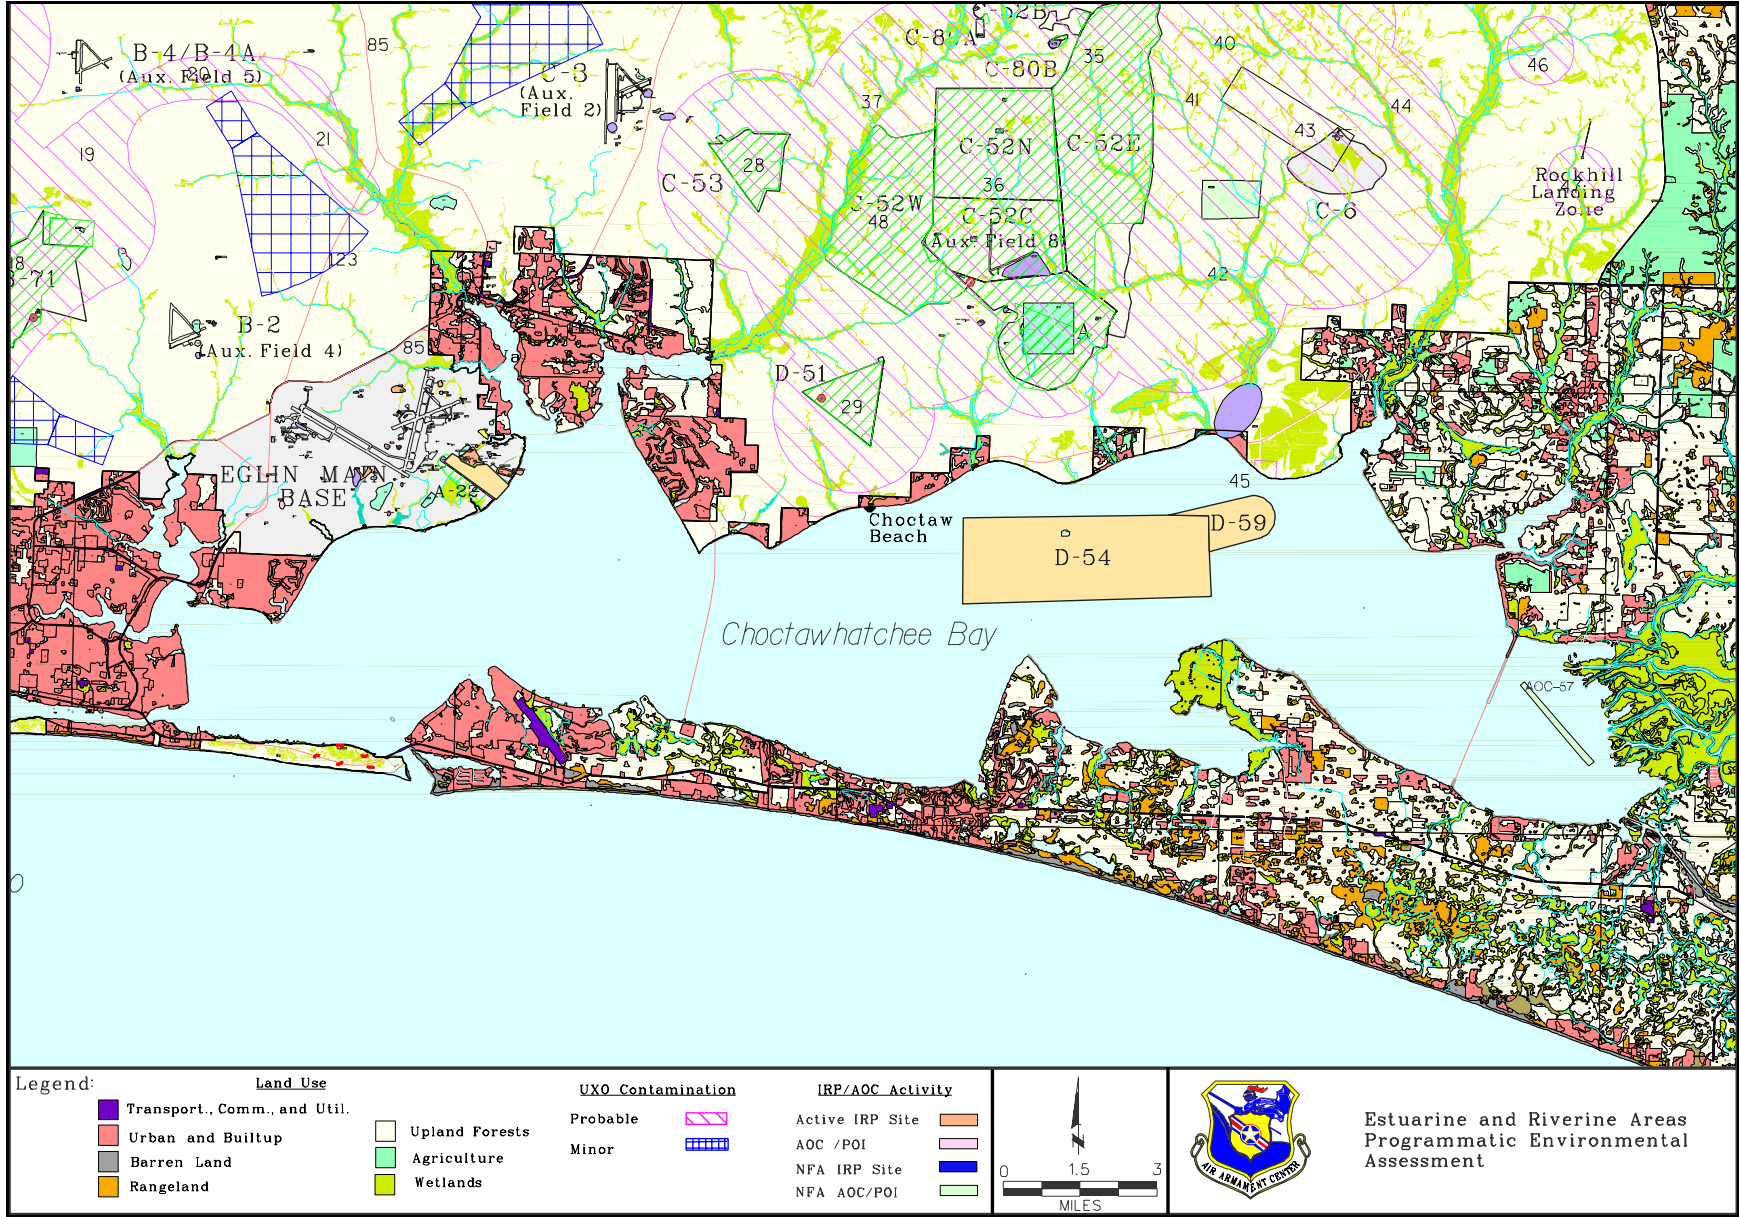 C-52B
C-80A
B-4/B-4A
(Aux. Field 5)
20
85
C-3
(Aux.
Field 2)
C-80B
35
40
46
37
41
44
43
19
21
28
C-53
C-52N
C-52E
36
C-52W
48
C-52C
(Aux. Field 8)
C-6
Rockhill
Landing
Zone
123
42
B-71
B-2
(Aux. Field 4)
85
A
D-51
29
EGLIN MAIN
BASE
A-22
45
Choctaw
Beach
D-59
D-54
Choctawhatchee Bay
AOC-57
Legend:
Land Use
Transport., Comm., and Util.
Urban and Builtup
Barren Land
Rangeland
Upland Forests
Agriculture
Wetlands
UXO Contamination
Probable
Minor
IRP/AOC Activity
Active IRP Site
AOC /POI
NFA IRP Site
NFA AOC/POI
0 1.5 3
MILES
AIR ARMAMENT CENTER
Estuarine and Riverine Areas
Programmatic Environmental
Assessment